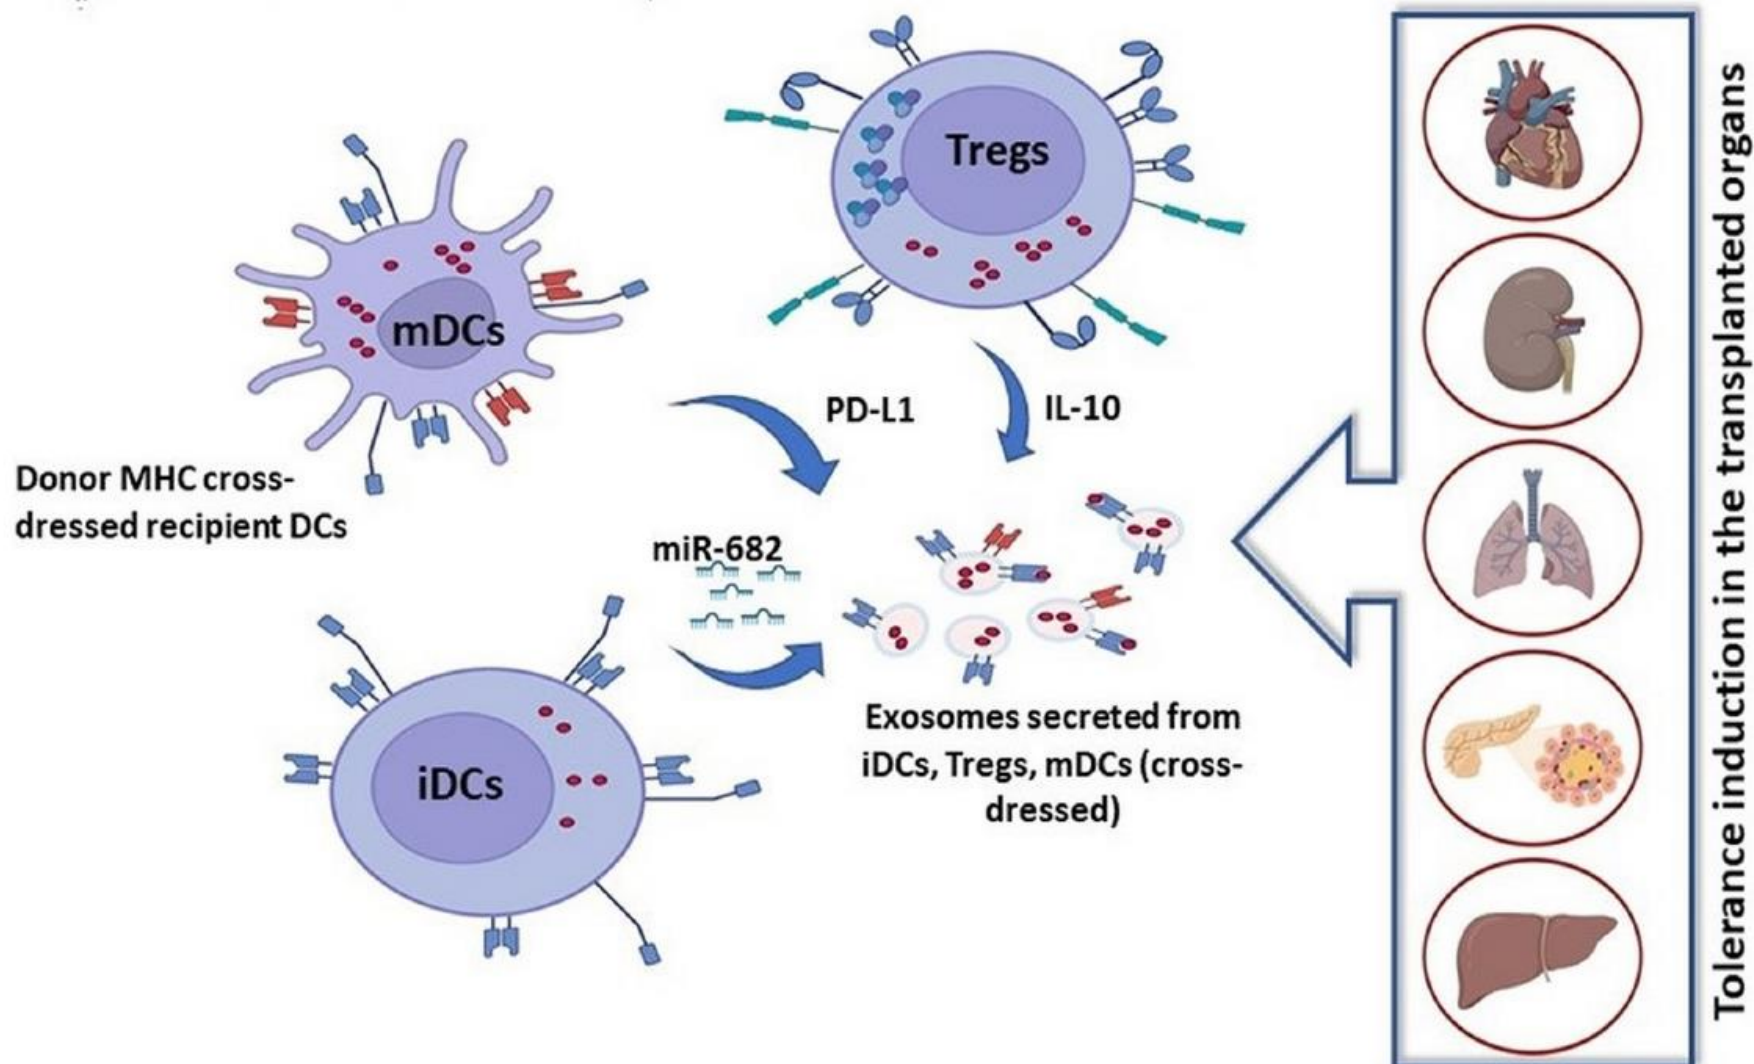 Tregs
mDCs
PD-L1
IL-10
Donor MHC cross-
dressed recipient DCs
miR-682
Exosomes secreted from
iDCs, Tregs, mDCs (cross-
dressed)
iDCs
Tolerance induction in the transplanted organs